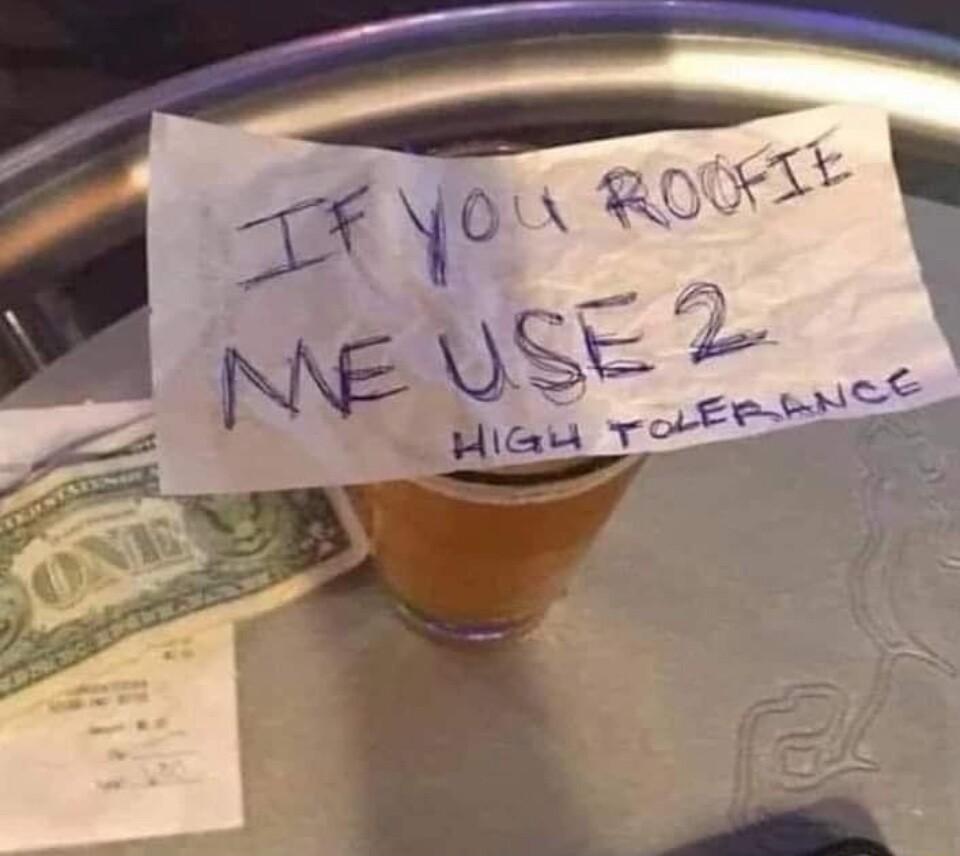 IF YOU ROOFIE
ME USE 2
HIGH TOLERANCE
ONE